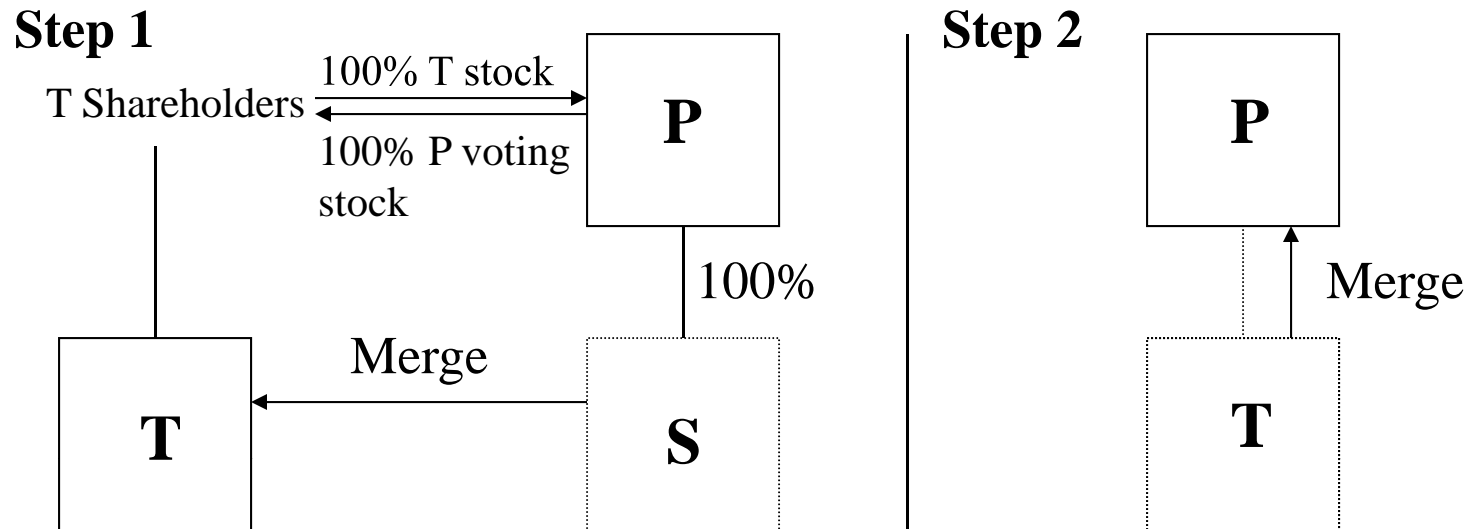 Step 1
100% T stock
T Shareholders
P
100% P voting
stock
100%
Merge
T
S
Step 2
P
Merge
T